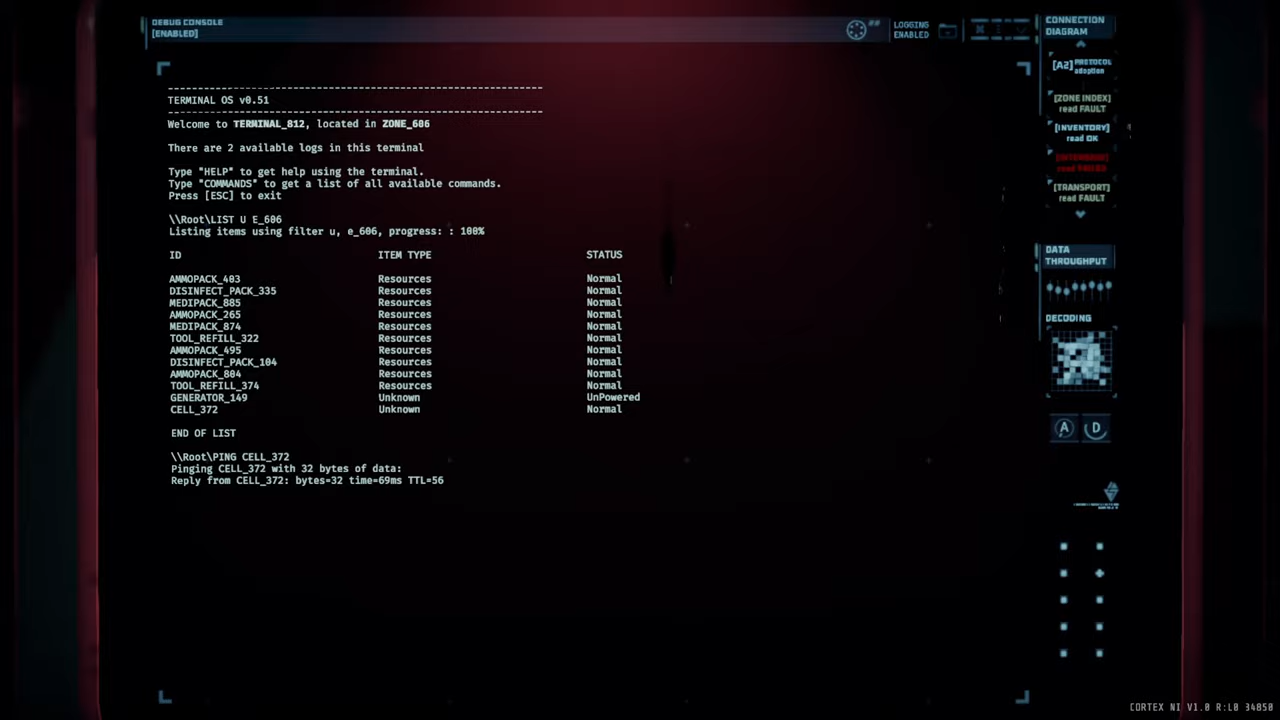 DEBUG CONSOLE
[ENABLED]
LOGGING
ENABLED
CONNECTION
DIAGRAM
[A2] PROTOCOL
adoption
[ZONE INDEX]
read FAULT
[INVENTORY]
read OK
read FAILED
[TRANSPORT]
read FAULT
------------------------------------------------------------
TERMINAL OS v0.51
------------------------------------------------------------
Welcome to TERMINAL_812, located in ZONE_606
There are 2 available logs in this terminal
Type "HELP" to get help using the terminal.
Type "COMMANDS" to get a list of all available commands.
Press [ESC] to exit
\\Root\LIST U E_606
Listing items using filter u, e_606, progress: : 100%
ID ITEM TYPE STATUS
AMMOPACK_403 Resources Normal
DISINFECT_PACK_335 Resources Normal
MEDIPACK_885 Resources Normal
AMMOPACK_265 Resources Normal
MEDIPACK_874 Resources Normal
TOOL_REFILL_322 Resources Normal
AMMOPACK_495 Resources Normal
DISINFECT_PACK_104 Resources Normal
AMMOPACK_804 Resources Normal
TOOL_REFILL_374 Resources Normal
GENERATOR_149 Unknown UnPowered
CELL_372 Unknown Normal
END OF LIST
\\Root\PING CELL_372
Pinging CELL_372 with 32 bytes of data:
Reply from CELL_372: bytes=32 time=69ms TTL=56
DATA
THROUGHPUT
DECODING
A D
CORTEX NI V1.0 R:L0 34850